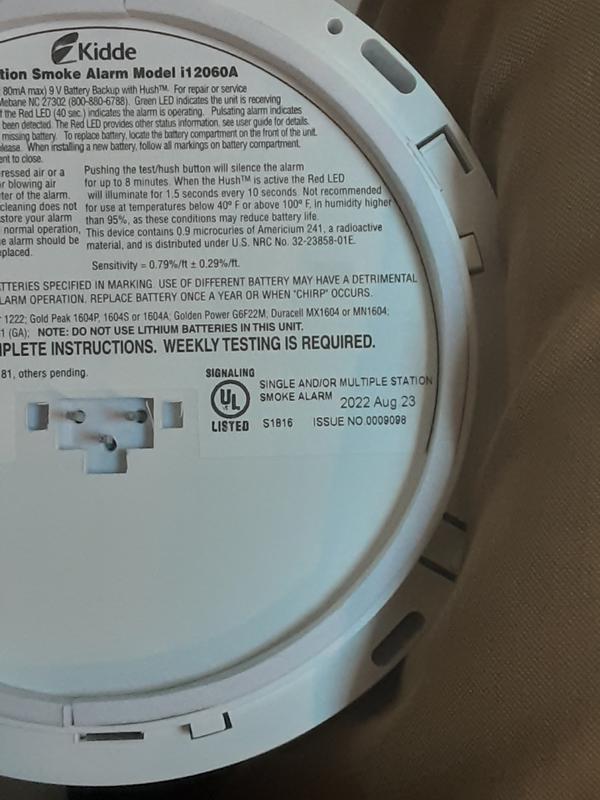 Kidde
tion Smoke Alarm Model i12060A
80mA max) 9 V Battery Backup with Hush™. For repair or service
Mebane NC 27302 (800-880-6788). Green LED indicates the unit is receiving
f the Red LED (40 sec.) indicates the alarm is operating. Pulsating alarm indicates
been detected. The Red LED provides other status information, see user guide for details.
missing battery. To replace battery, locate the battery compartment on the front of the unit.
lease. When installing a new battery, follow all markings on battery compartment.
ent to close.
ressed air or a
r blowing air
ter of the alarm.
cleaning does not
store your alarm
normal operation,
e alarm should be
placed.
Pushing the test/hush button will silence the alarm
for up to 8 minutes. When the Hush™ is active the Red LED
will illuminate for 1.5 seconds every 10 seconds. Not recommended
for use at temperatures below 40º F or above 100º F, in humidity higher
than 95%, as these conditions may reduce battery life.
This device contains 0.9 microcuries of Americium 241, a radioactive
material, and is distributed under U.S. NRC No. 32-23858-01E.
Sensitivity = 0.79%/ft ± 0.29%/ft.
TTERIES SPECIFIED IN MARKING. USE OF DIFFERENT BATTERY MAY HAVE A DETRIMENTAL
LARM OPERATION. REPLACE BATTERY ONCE A YEAR OR WHEN "CHIRP" OCCURS.
1222; Gold Peak 1604P, 1604S or 1604A; Golden Power G6F22M; Duracell MX1604 or MN1604;
1 (GA); NOTE: DO NOT USE LITHIUM BATTERIES IN THIS UNIT.
MPLETE INSTRUCTIONS. WEEKLY TESTING IS REQUIRED.
81, others pending.
SIGNALING
UL
LISTED
SINGLE AND/OR MULTIPLE STATION
SMOKE ALARM 2022 Aug 23
S1816 ISSUE NO.0009098